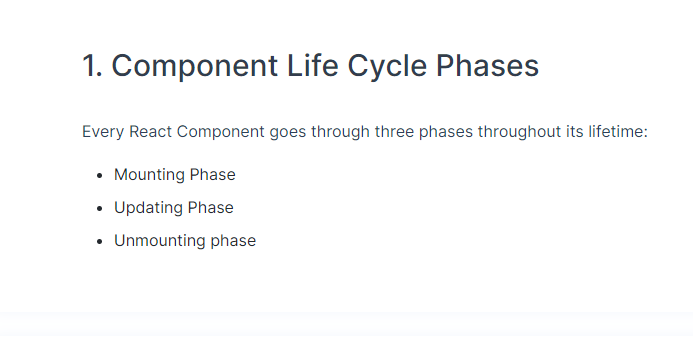 1. Component Life Cycle Phases
Every React Component goes through three phases throughout its lifetime:
• Mounting Phase
• Updating Phase
• Unmounting phase